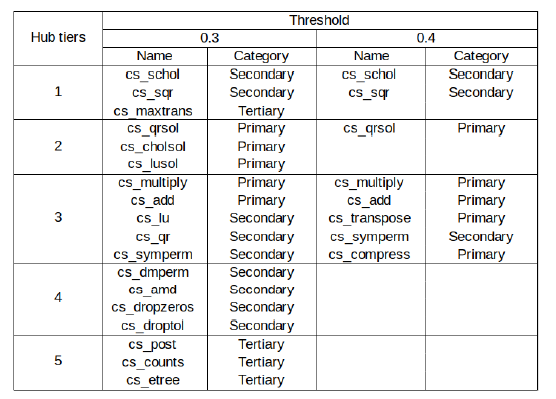 Hub tiers Threshold
0.3 0.4
Name Category Name Category
1 cs_schol Secondary cs_schol Secondary
cs_sqr Secondary cs_sqr Secondary
cs_maxtrans Tertiary
2 cs_qrsol Primary cs_qrsol Primary
cs_cholsol Primary
cs_lusol Primary
3 cs_multiply Primary cs_multiply Primary
cs_add Primary cs_add Primary
cs_lu Secondary cs_transpose Primary
cs_qr Secondary cs_symperm Secondary
cs_symperm Secondary cs_compress Primary
4 cs_dmperm Secondary
cs_amd Secondary
cs_dropzeros Secondary
cs_droptol Secondary
5 cs_post Tertiary
cs_counts Tertiary
cs_etree Tertiary